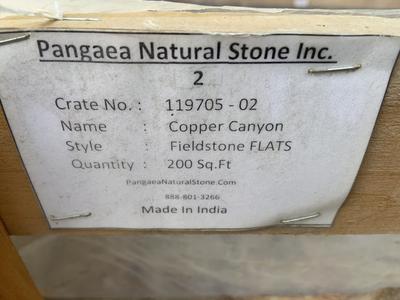 Pangaea Natural Stone Inc.
2
Crate No. : 119705 - 02
Name : Copper Canyon
Style : Fieldstone FLATS
Quantity : 200 Sq.Ft
PangaeaNaturalStone.Com
888-801-3266
Made In India